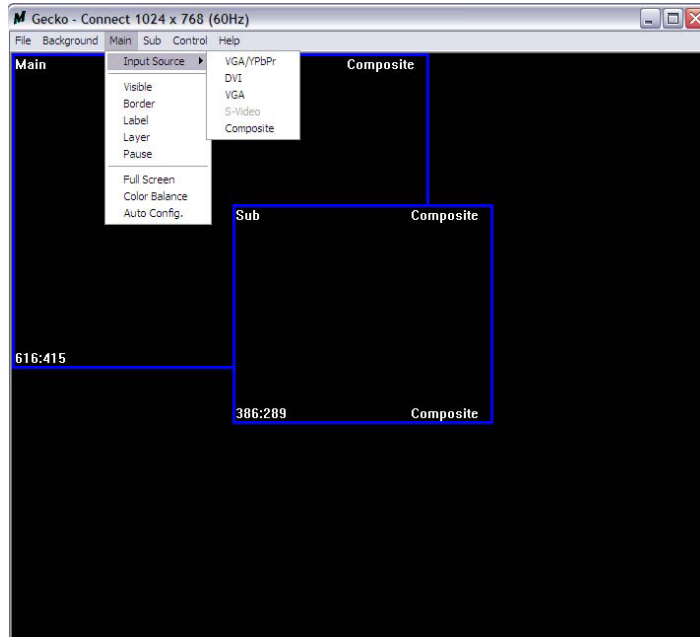 Gecko - Connect 1024 x 768 (60Hz)
File Background Main Sub Control Help
Main
Composite
Input Source
Visible
Border
Label
Layer
Pause
Full Screen
Color Balance
Auto Config.
VGA/YPbPr
DVI
VGA
S-Video
Composite
Sub Composite
616:415
386:289 Composite